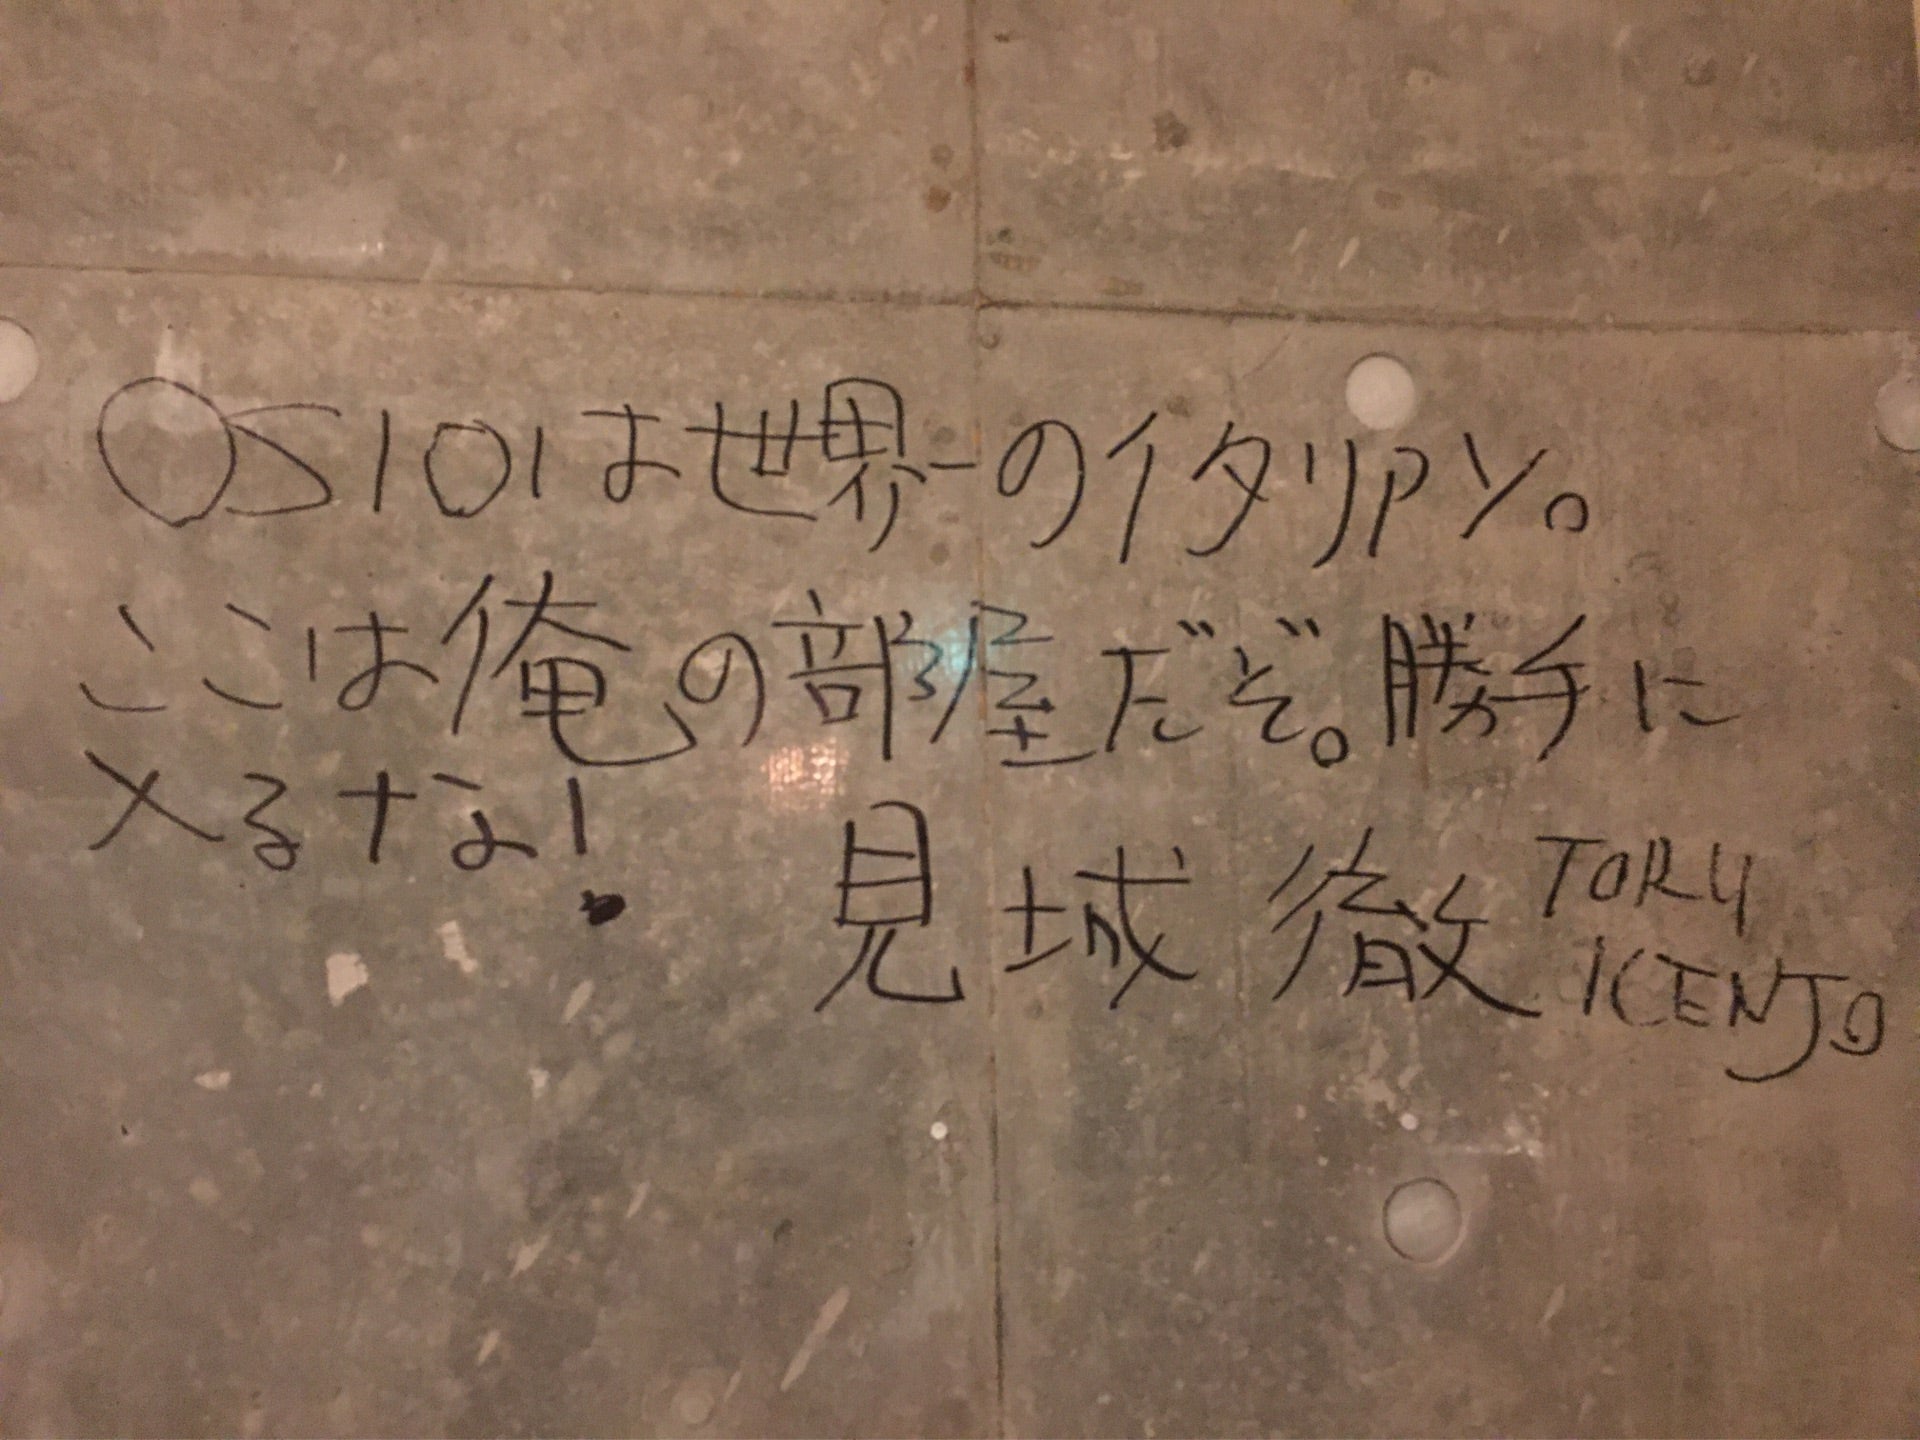 OS101は世界一のイタリアン。
ここは俺の部屋だぞ。勝手に
入るな!
見城 徹 TORU
KENJO